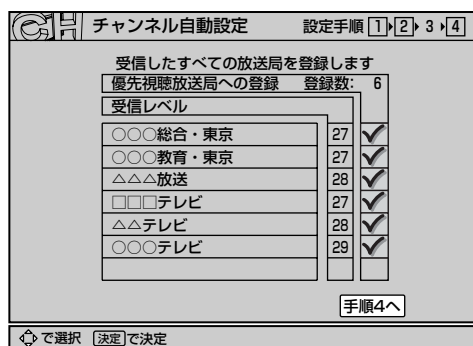 CH チャンネル自動設定 設定手順 1 2 3 4
受信したすべての放送局を登録します
優先視聴放送局への登録 登録数: 6
受信レベル
○○○総合・東京 27
○○○教育・東京 27
△△△放送 28
□□□テレビ 27
△△テレビ 28
○○○テレビ 29
手順4へ
で選択 決定で決定